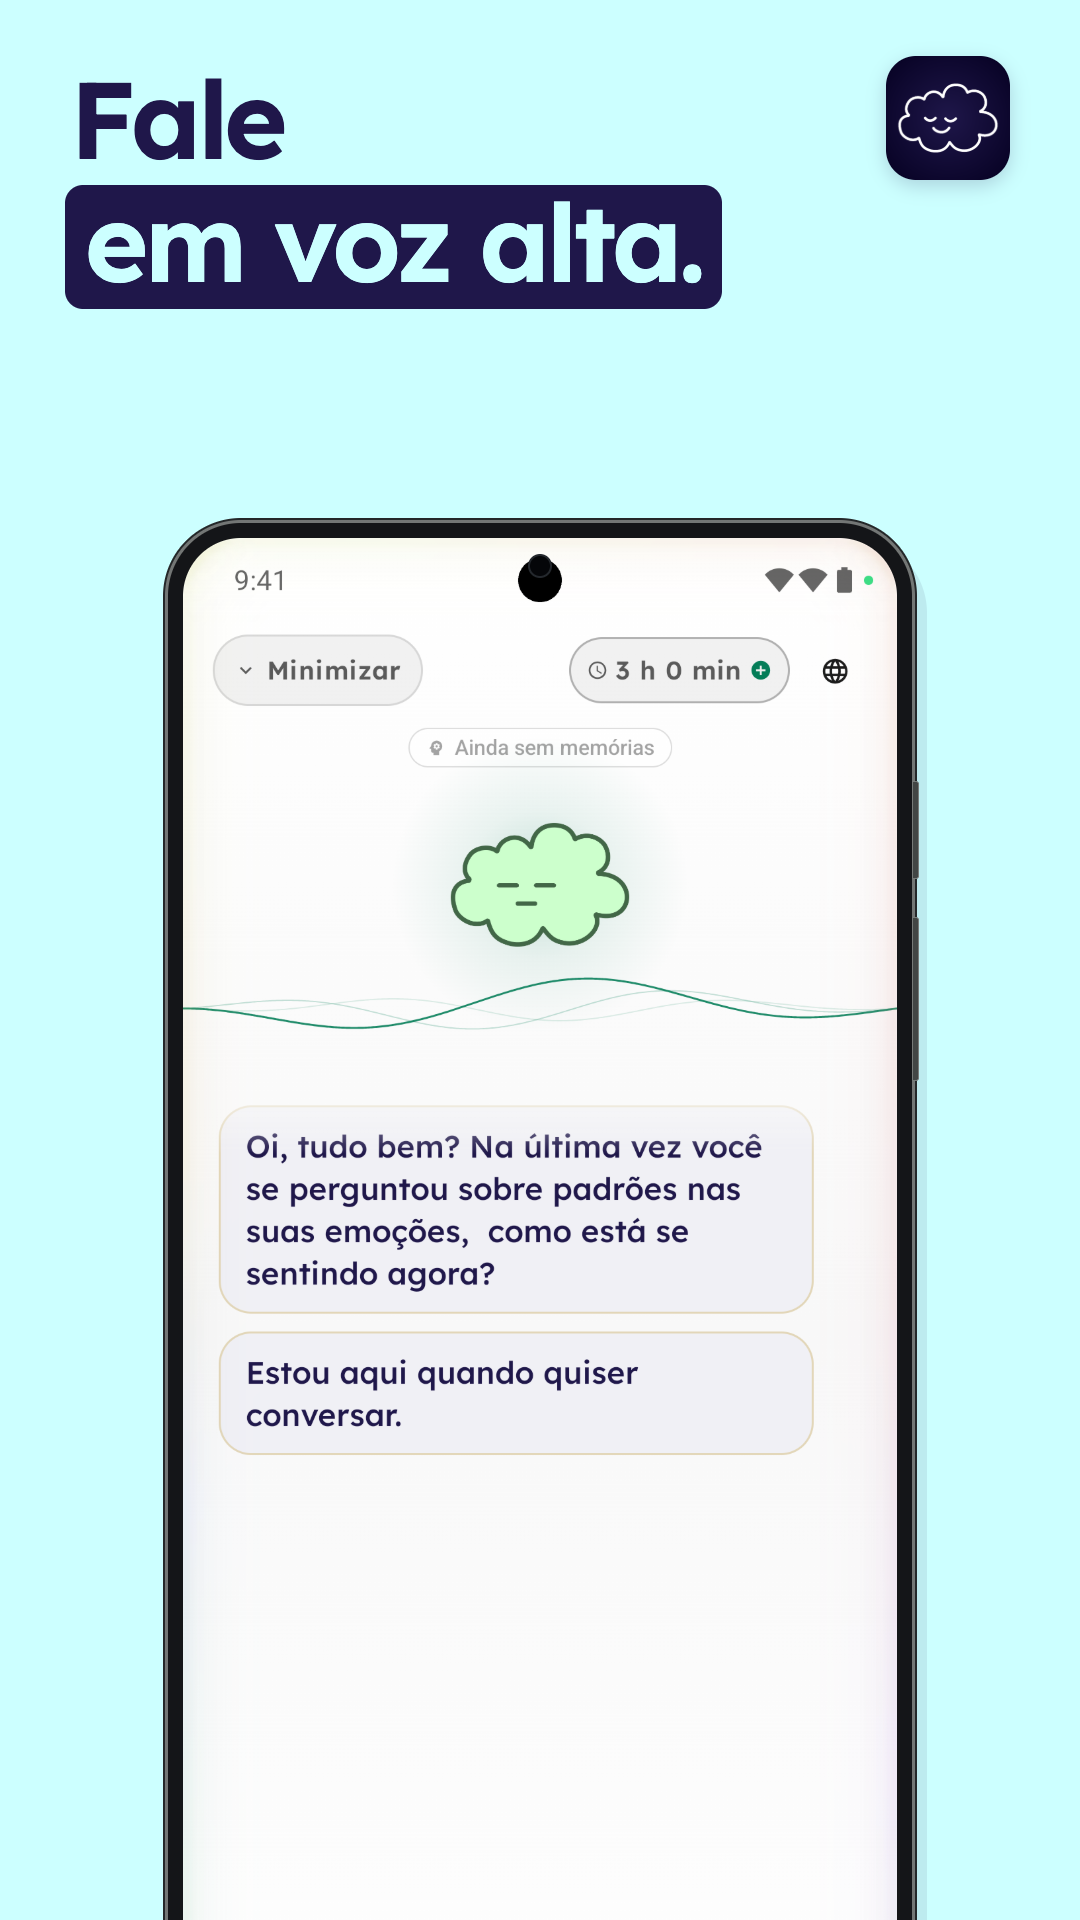 Fale
em voz alta.
9:41
Minimizar
3 h 0 min
Ainda sem memórias
Oi, tudo bem? Na última vez você
se perguntou sobre padrões nas
suas emoções,  como está se
sentindo agora?
Estou aqui quando quiser
conversar.